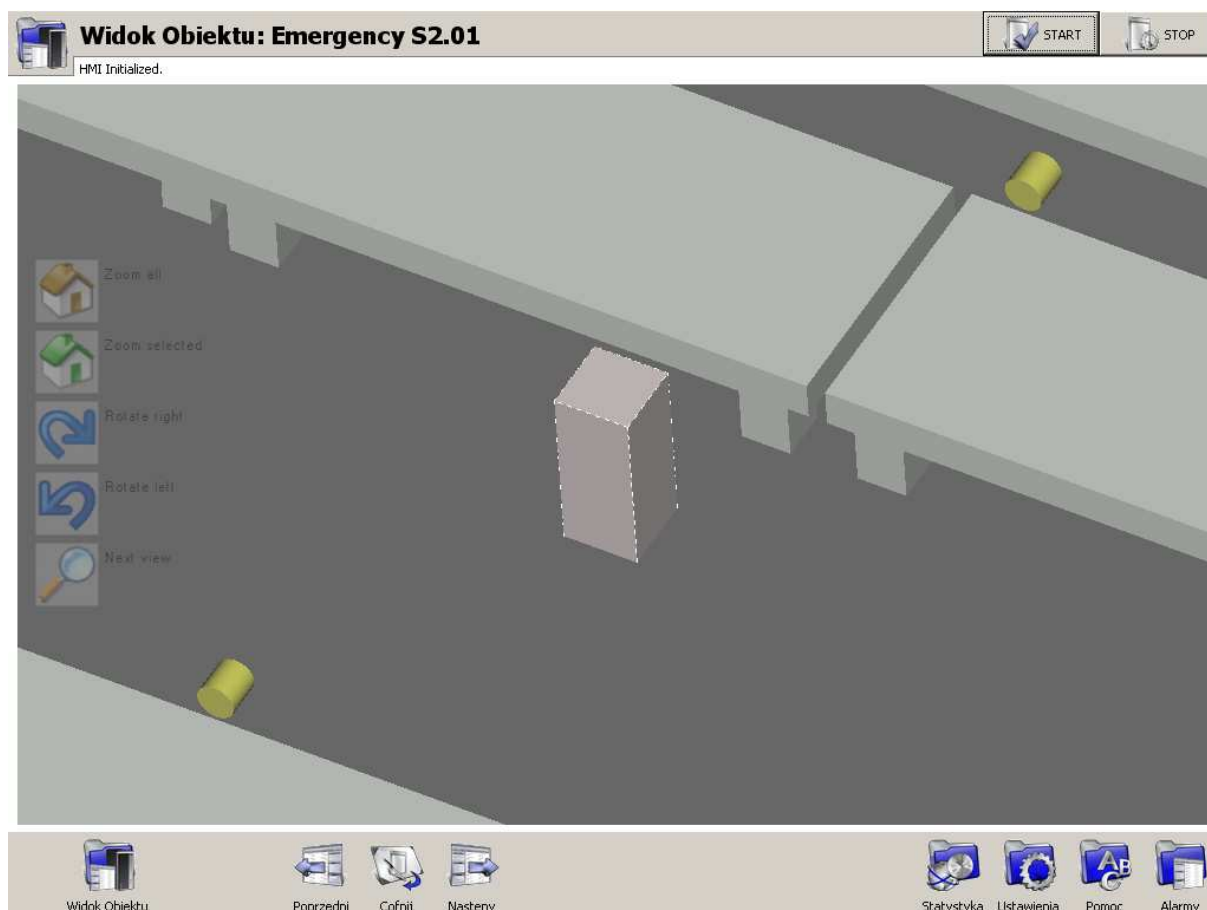 Widok Obiektu: Emergency S2.01
START
STOP
HMI Initialized.
Zoom all
Zoom selected
Rotate right
Rotate left
Next view
Widok Obiektu
Poprzedni
Cofnij
Następny
Statystyka
Ustawienia
Pomoc
Alarmy